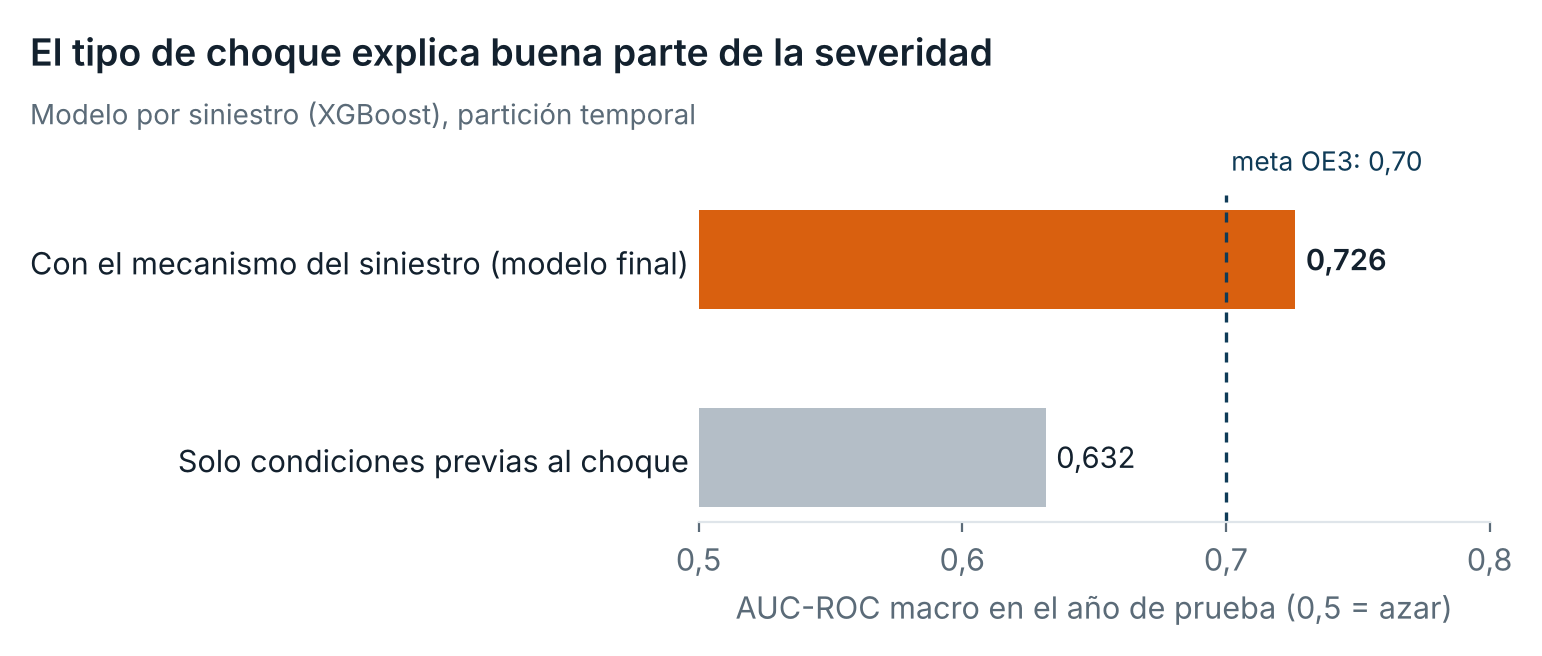 El tipo de choque explica buena parte de la severidad
Modelo por siniestro (XGBoost), partición temporal
meta OE3: 0,70
Con el mecanismo del siniestro (modelo final)
0,726
Solo condiciones previas al choque
0,632
0,5
0,6
0,7
0,8
AUC-ROC macro en el año de prueba (0,5 = azar)